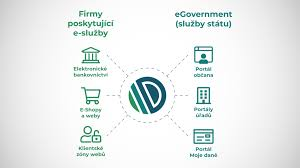 Firmy
poskytující
e-služby
eGovernment
(služby státu)
Elektronické
bankovnictví
E-Shopy
a weby
Klientské
zóny webů
Portál
občana
Portály
úřadů
Portál
Moje daně